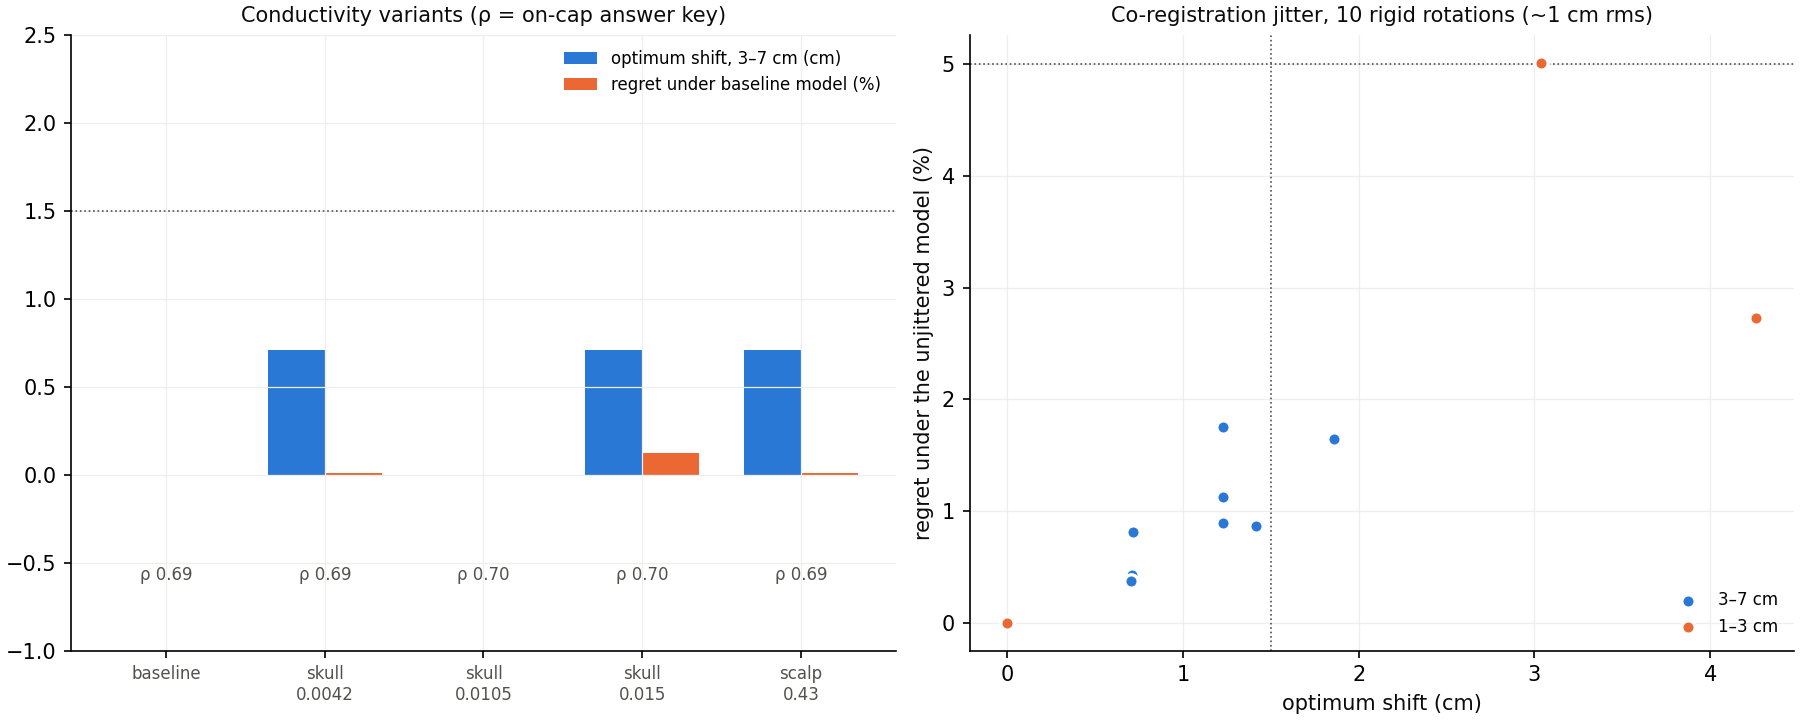 Conductivity variants (ρ = on-cap answer key)
optimum shift, 3–7 cm (cm)
regret under baseline model (%)
2.5
2.0
1.5
1.0
0.5
0.0
−0.5
−1.0
ρ 0.69
ρ 0.69
ρ 0.70
ρ 0.70
ρ 0.69
baseline
skull
0.0042
skull
0.0105
skull
0.015
scalp
0.43
Co-registration jitter, 10 rigid rotations (~1 cm rms)
regret under the unjittered model (%)
5
4
3
2
1
0
3–7 cm
1–3 cm
0
1
2
3
4
optimum shift (cm)